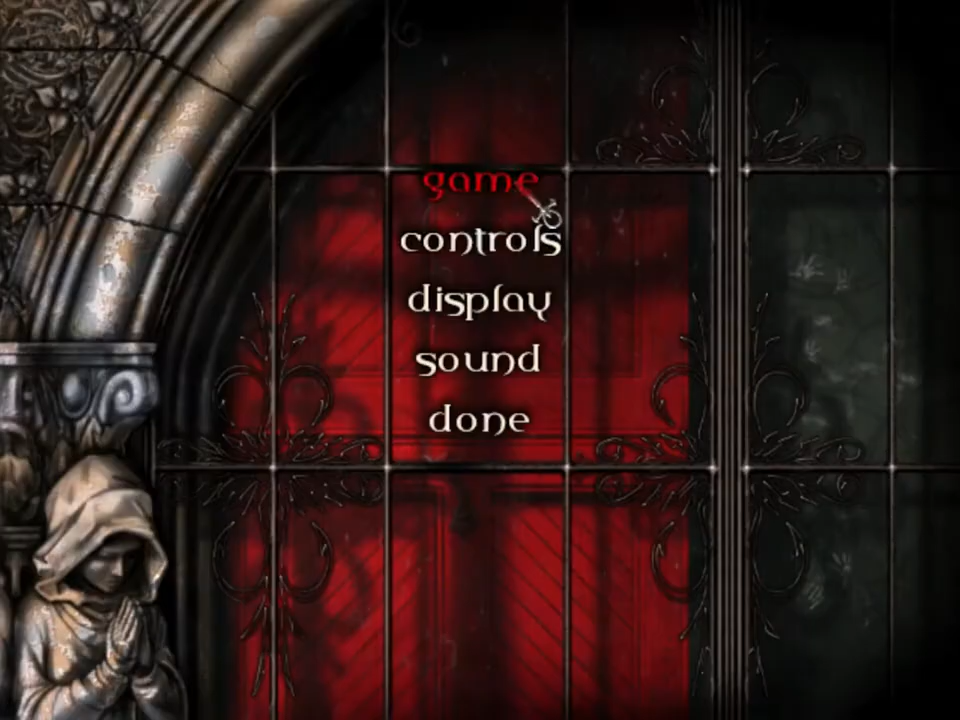 game
controls
display
sound
done